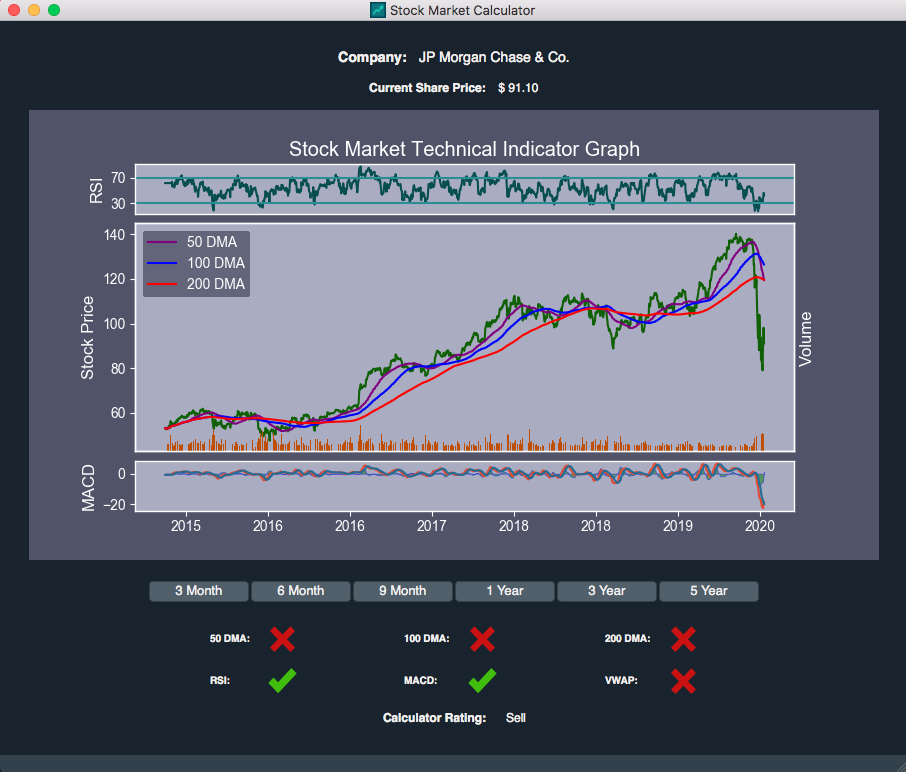 Stock Market Calculator
Company: JP Morgan Chase & Co.
Current Share Price: $ 91.10
Stock Market Technical Indicator Graph
RSI
70
30
Stock Price
140
120
100
80
60
50 DMA
100 DMA
200 DMA
Volume
MACD
0
−20
2015 2016 2016 2017 2018 2018 2019 2020
3 Month 6 Month 9 Month 1 Year 3 Year 5 Year
50 DMA: 100 DMA: 200 DMA:
RSI: MACD: VWAP:
Calculator Rating: Sell